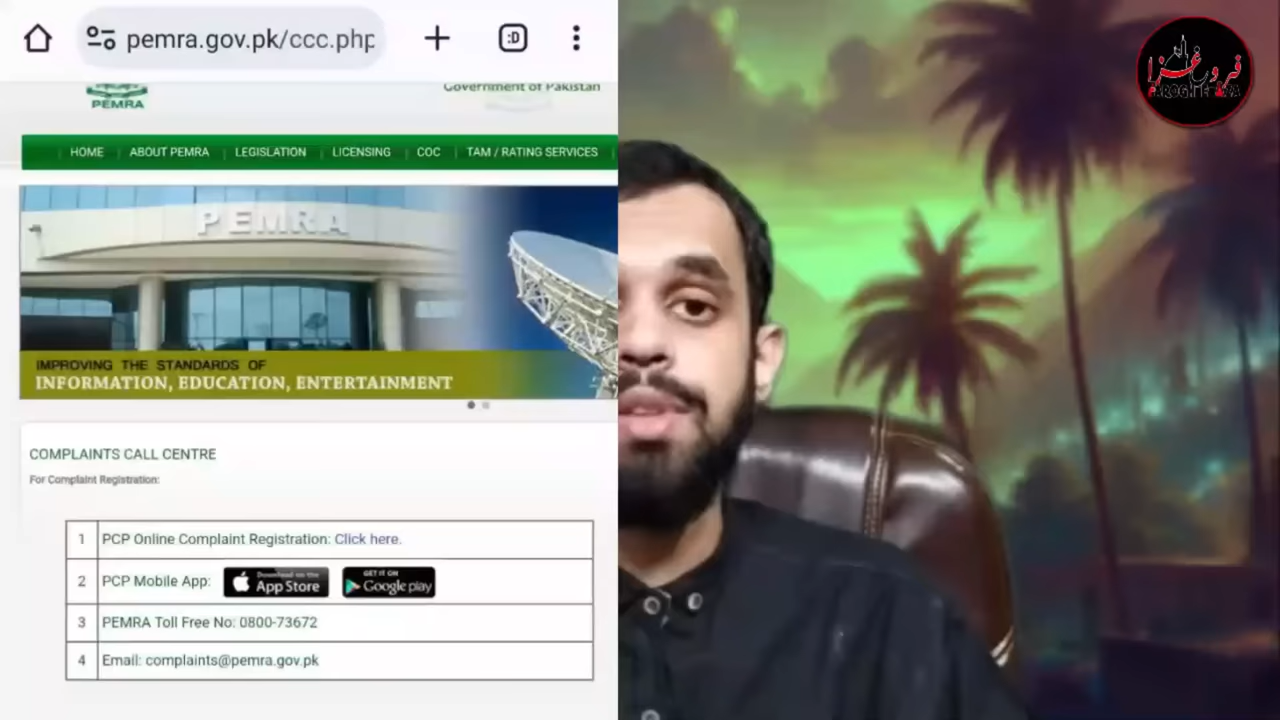 :D
pemra.gov.pk/ccc.php
PEMRA
Government of Pakistan
HOME
ABOUT PEMRA
LEGISLATION
LICENSING
COC
TAM / RATING SERVICES
PEMRA
IMPROVING THE STANDARDS OF
INFORMATION, EDUCATION, ENTERTAINMENT
COMPLAINTS CALL CENTRE
For Complaint Registration:
1 PCP Online Complaint Registration: Click here.
2 PCP Mobile App: Download on the App Store GET IT ON Google play
3 PEMRA Toll Free No: 0800-73672
4 Email: complaints@pemra.gov.pk
فروغ عزا